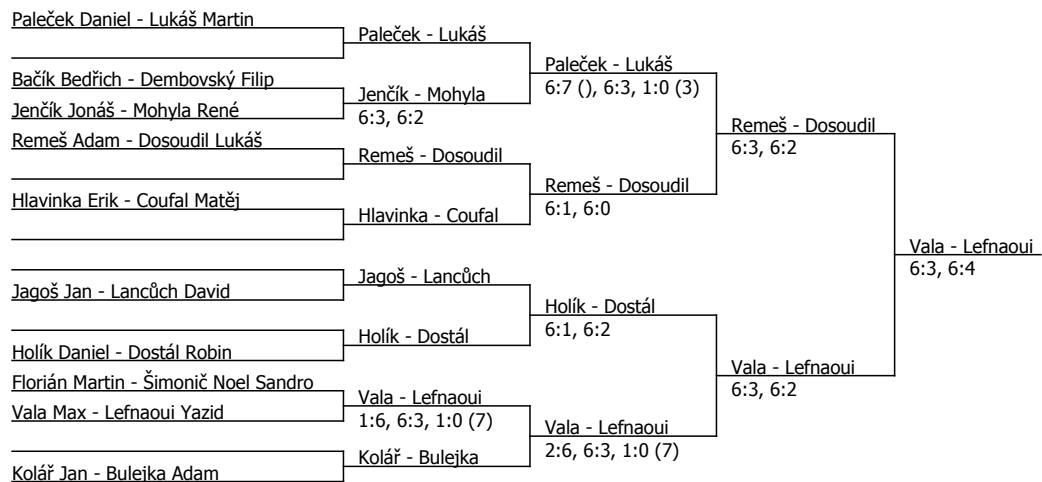 Paleček Daniel - Lukáš Martin
Bačík Bedřich - Dembovský Filip
Jenčík Jonáš - Mohyla René
Remeš Adam - Dosoudil Lukáš
Hlavinka Erik - Coufal Matěj
Jagoš Jan - Lancůch David
Holík Daniel - Dostál Robin
Florián Martin - Šimonič Noel Sandro
Vala Max - Lefnaoui Yazid
Kolář Jan - Bulejka Adam
Paleček - Lukáš
Jenčík - Mohyla
6:3, 6:2
Remeš - Dosoudil
Hlavinka - Coufal
Jagoš - Lancůch
Holík - Dostál
Vala - Lefnaoui
1:6, 6:3, 1:0 (7)
Kolář - Bulejka
Paleček - Lukáš
6:7 (), 6:3, 1:0 (3)
Remeš - Dosoudil
6:1, 6:0
Holík - Dostál
6:1, 6:2
Vala - Lefnaoui
2:6, 6:3, 1:0 (7)
Remeš - Dosoudil
6:3, 6:2
Vala - Lefnaoui
6:3, 6:2
Vala - Lefnaoui
6:3, 6:4